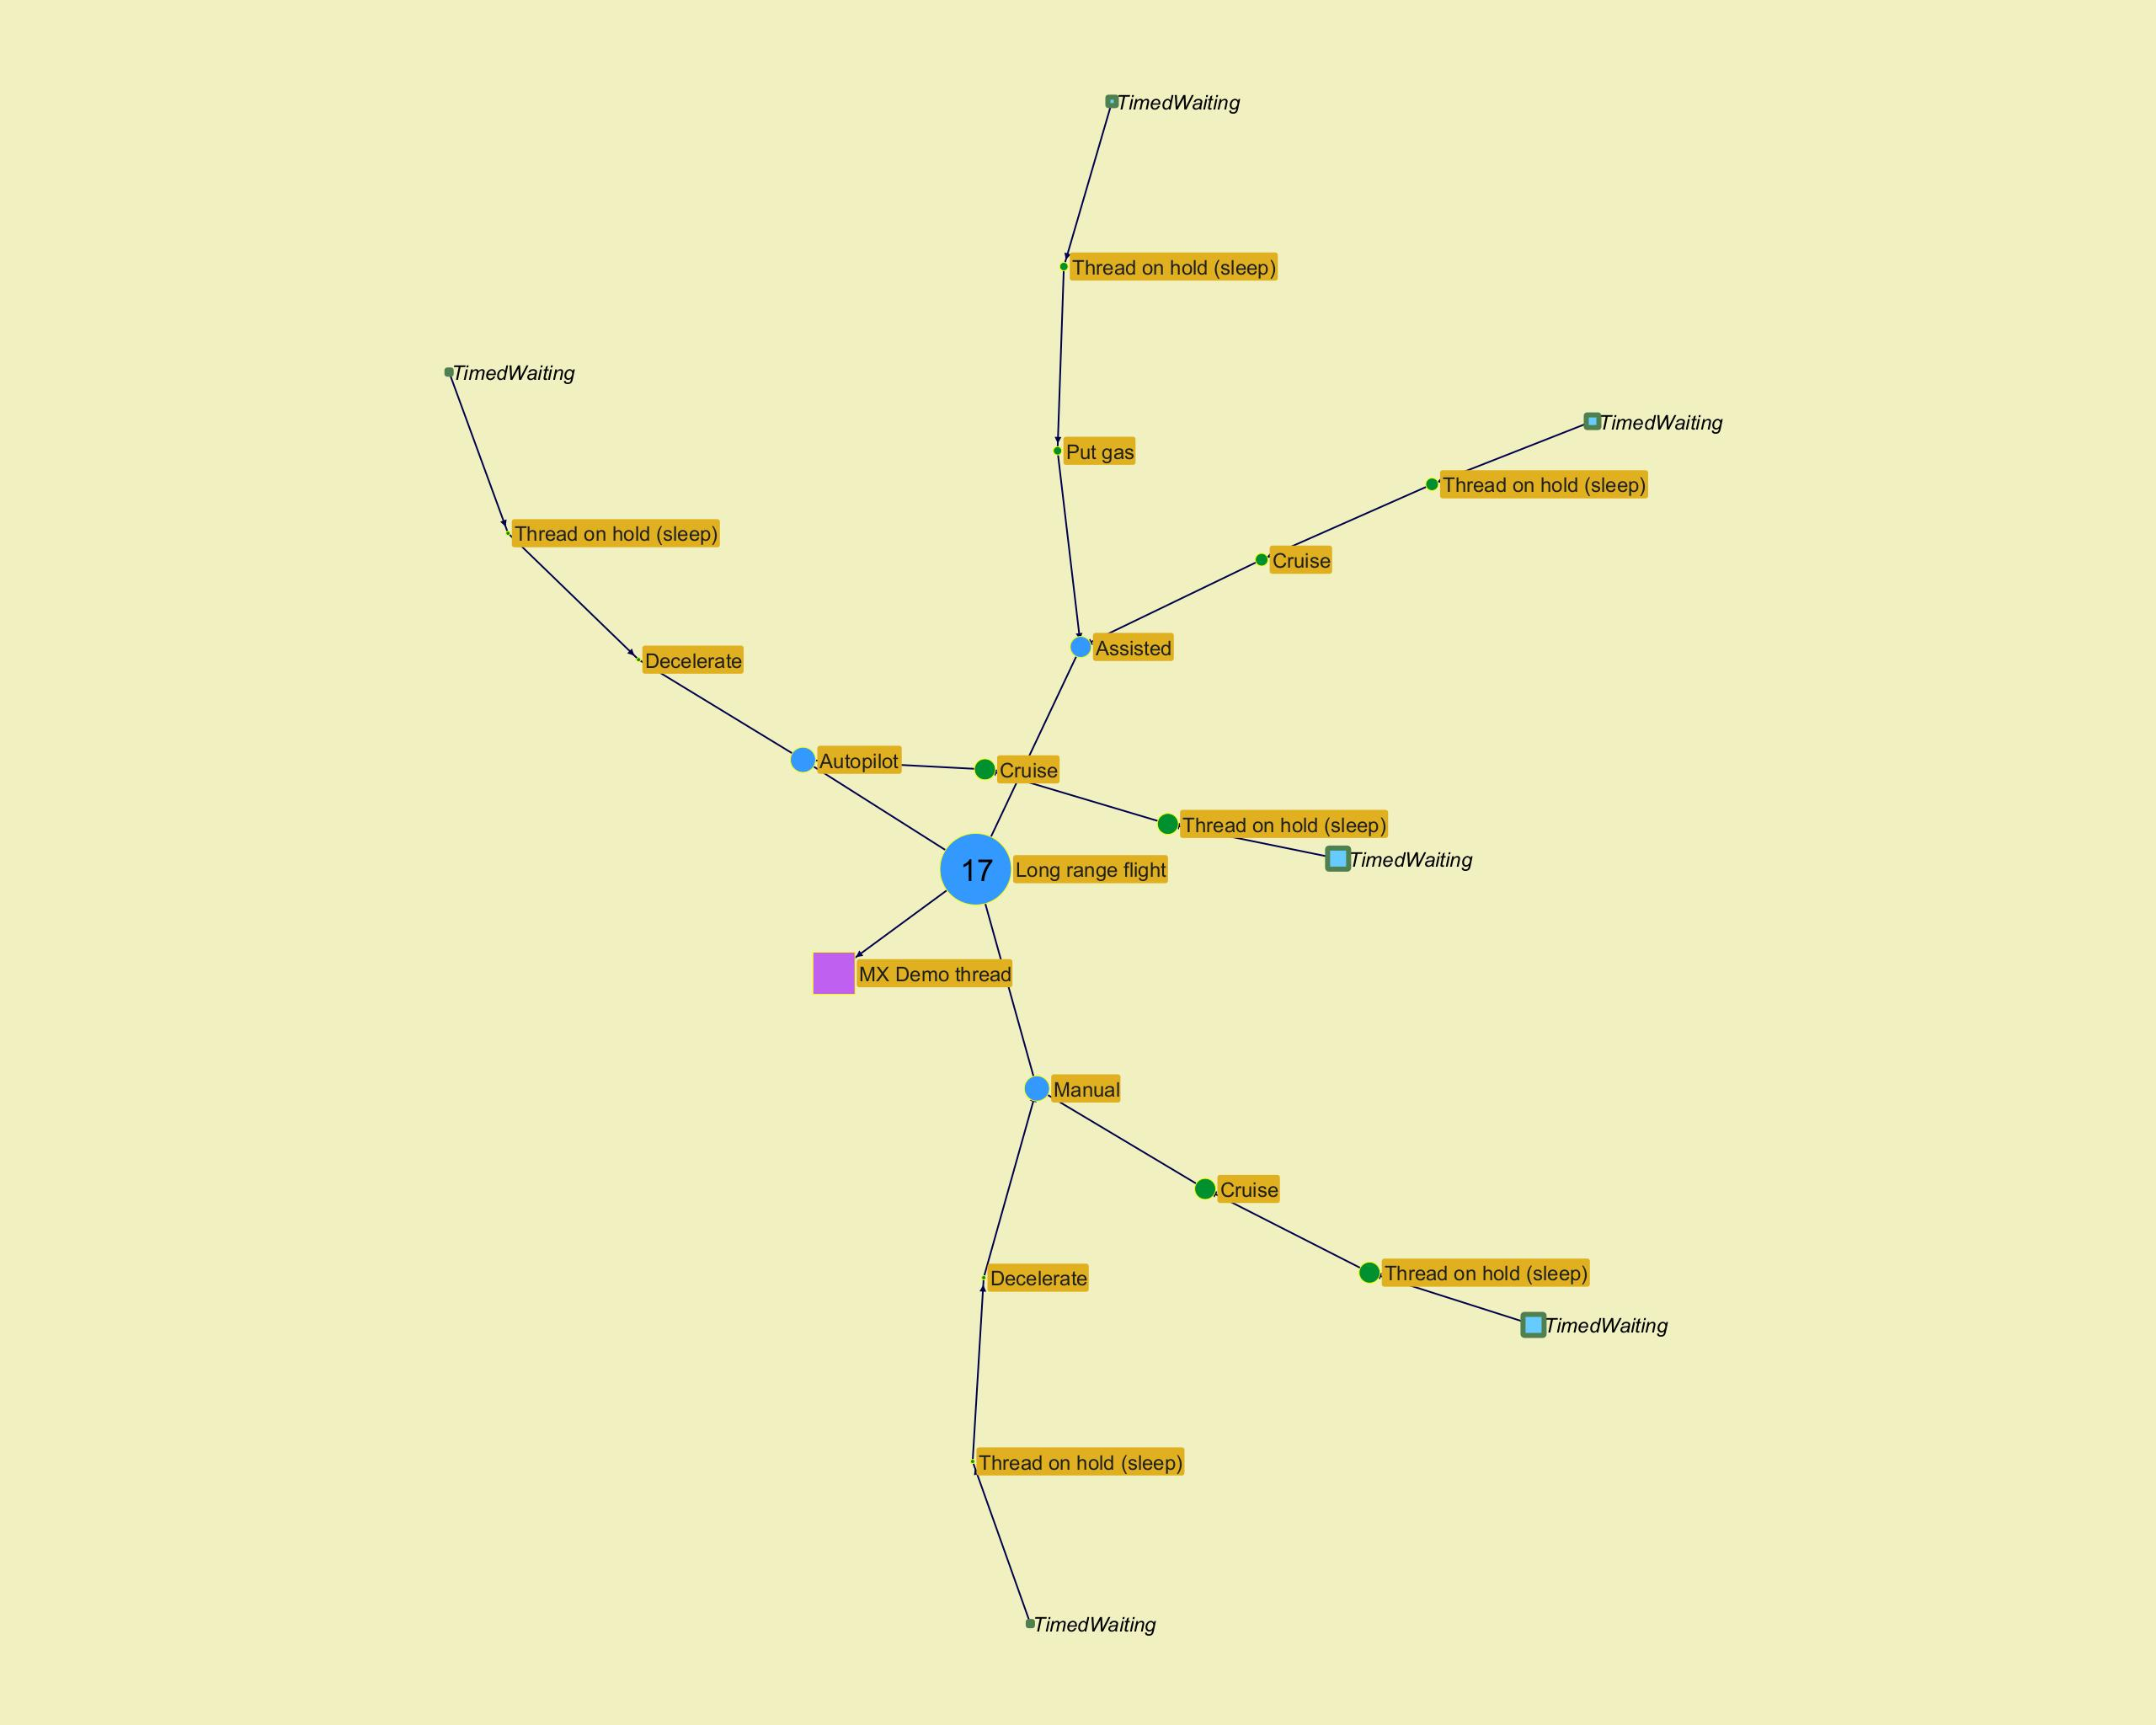 TimedWaiting
Thread on hold (sleep)
TimedWaiting
TimedWaiting
Put gas
Thread on hold (sleep)
Thread on hold (sleep)
Cruise
Assisted
Decelerate
Autopilot
Cruise
Thread on hold (sleep)
TimedWaiting
17
Long range flight
MX Demo thread
Manual
Cruise
Thread on hold (sleep)
Decelerate
TimedWaiting
Thread on hold (sleep)
TimedWaiting